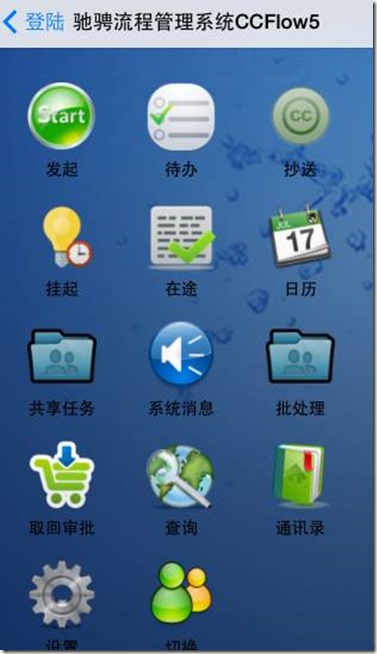 登陆 驰骋流程管理系统CCFlow5
Start
CC
发起 待办 抄送
JUL
17
挂起 在途 日历
共享任务 系统消息 批处理
取回审批 查询 通讯录
设置 切换